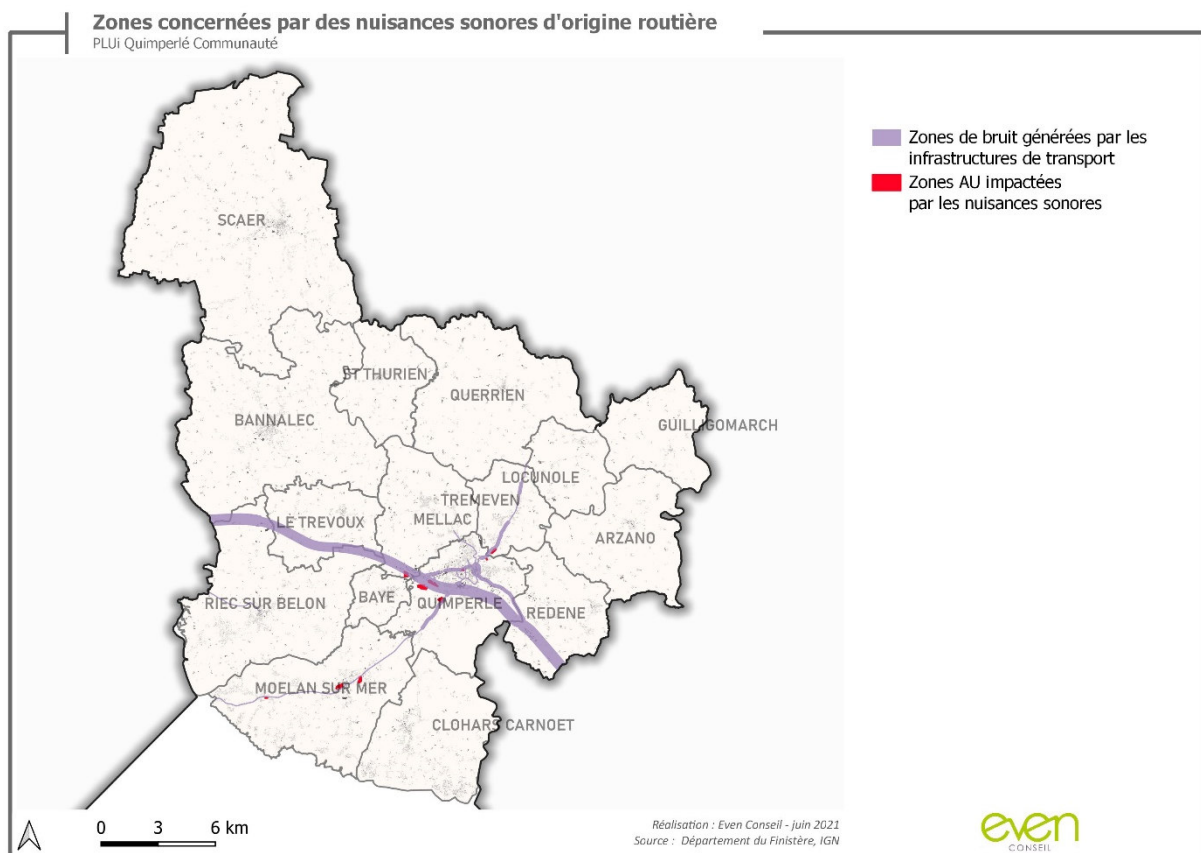 Zones concernées par des nuisances sonores d'origine routière
PLUi Quimperlé Communauté
Zones de bruit générées par les
infrastructures de transport
Zones AU impactées
par les nuisances sonores
SCAER
ST THURIEN
QUERRIEN
BANNALEC
GUILLIGOMARCH
LOCUNOLE
TREMEVEN
LE TREVOUX
MELLAC
ARZANO
BAYE
RIEC SUR BELON
QUIMPERLE
REDENE
MOELAN SUR MER
CLOHARS CARNOET
0 3 6 km
Réalisation : Even Conseil - juin 2021
Source : Département du Finistère, IGN
even
CONSEIL